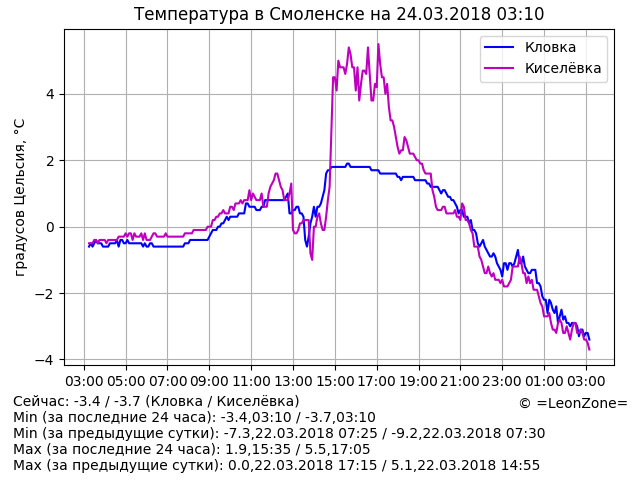 Температура в Смоленске на 24.03.2018 03:10
Кловка
Киселёвка
градусов Цельсия, °C
4
2
0
−2
−4
03:00 05:00 07:00 09:00 11:00 13:00 15:00 17:00 19:00 21:00 23:00 01:00 03:00
Сейчас: -3.4 / -3.7 (Кловка / Киселёвка)
© =LeonZone=
Min (за последние 24 часа): -3.4,03:10 / -3.7,03:10
Min (за предыдущие сутки): -7.3,22.03.2018 07:25 / -9.2,22.03.2018 07:30
Max (за последние 24 часа): 1.9,15:35 / 5.5,17:05
Max (за предыдущие сутки): 0.0,22.03.2018 17:15 / 5.1,22.03.2018 14:55